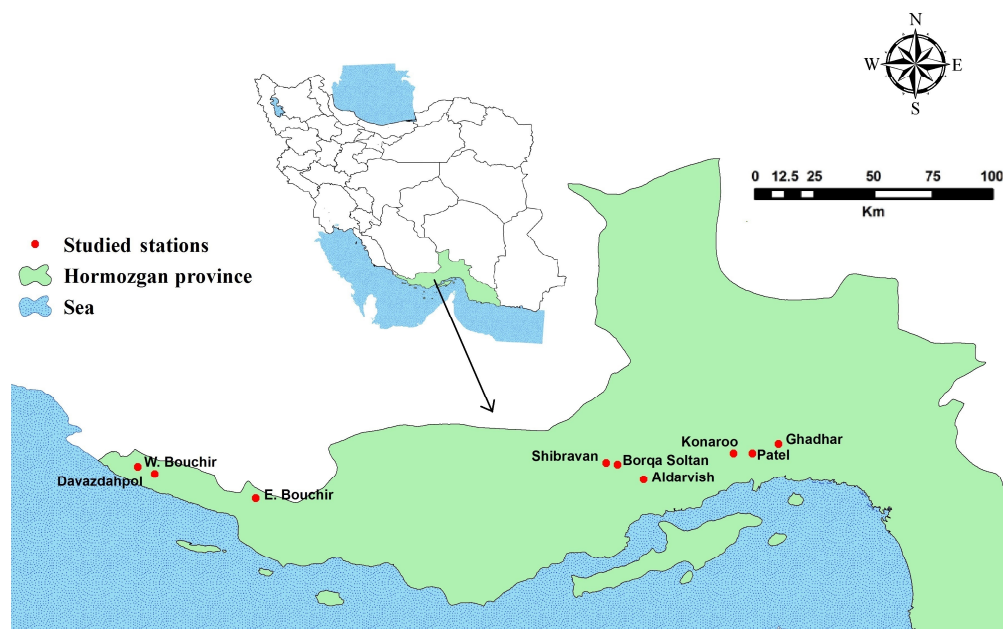 N
W E
S
0 12.5 25 50 75 100
Km
Studied stations
Hormozgan province
Sea
W. Bouchir
Davazdahpol
E. Bouchir
Shibravan
Borqa Soltan
Aldarvish
Konaroo
Patel
Ghadhar